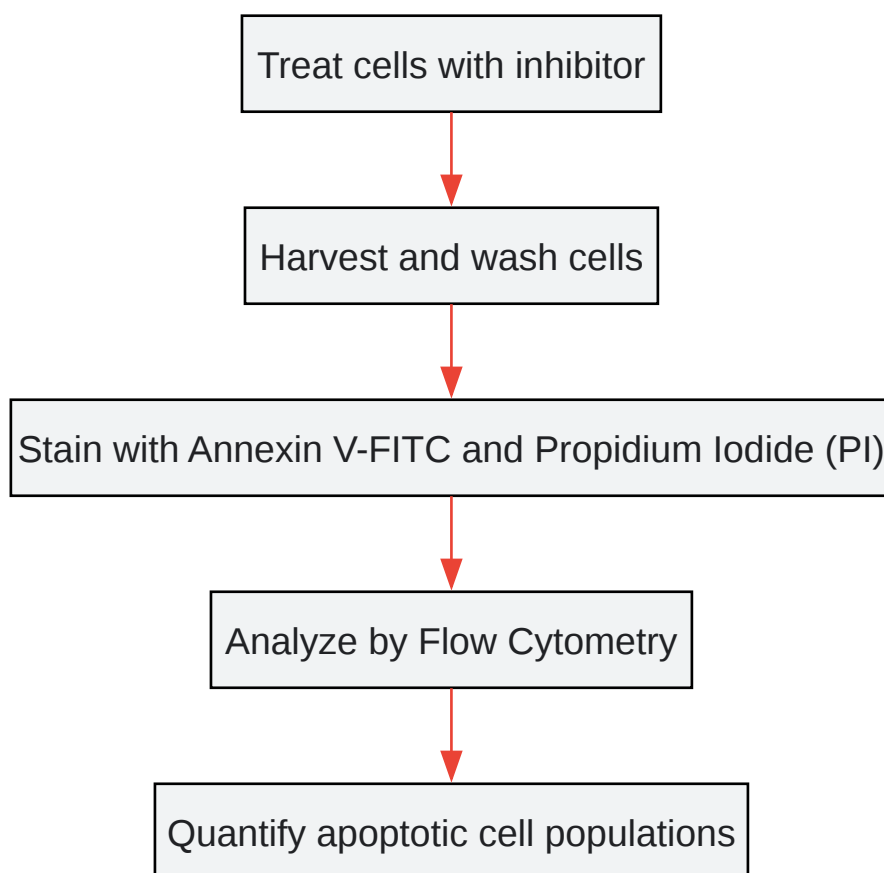 Treat cells with inhibitor
Harvest and wash cells
Stain with Annexin V-FITC and Propidium Iodide (PI)
Analyze by Flow Cytometry
Quantify apoptotic cell populations